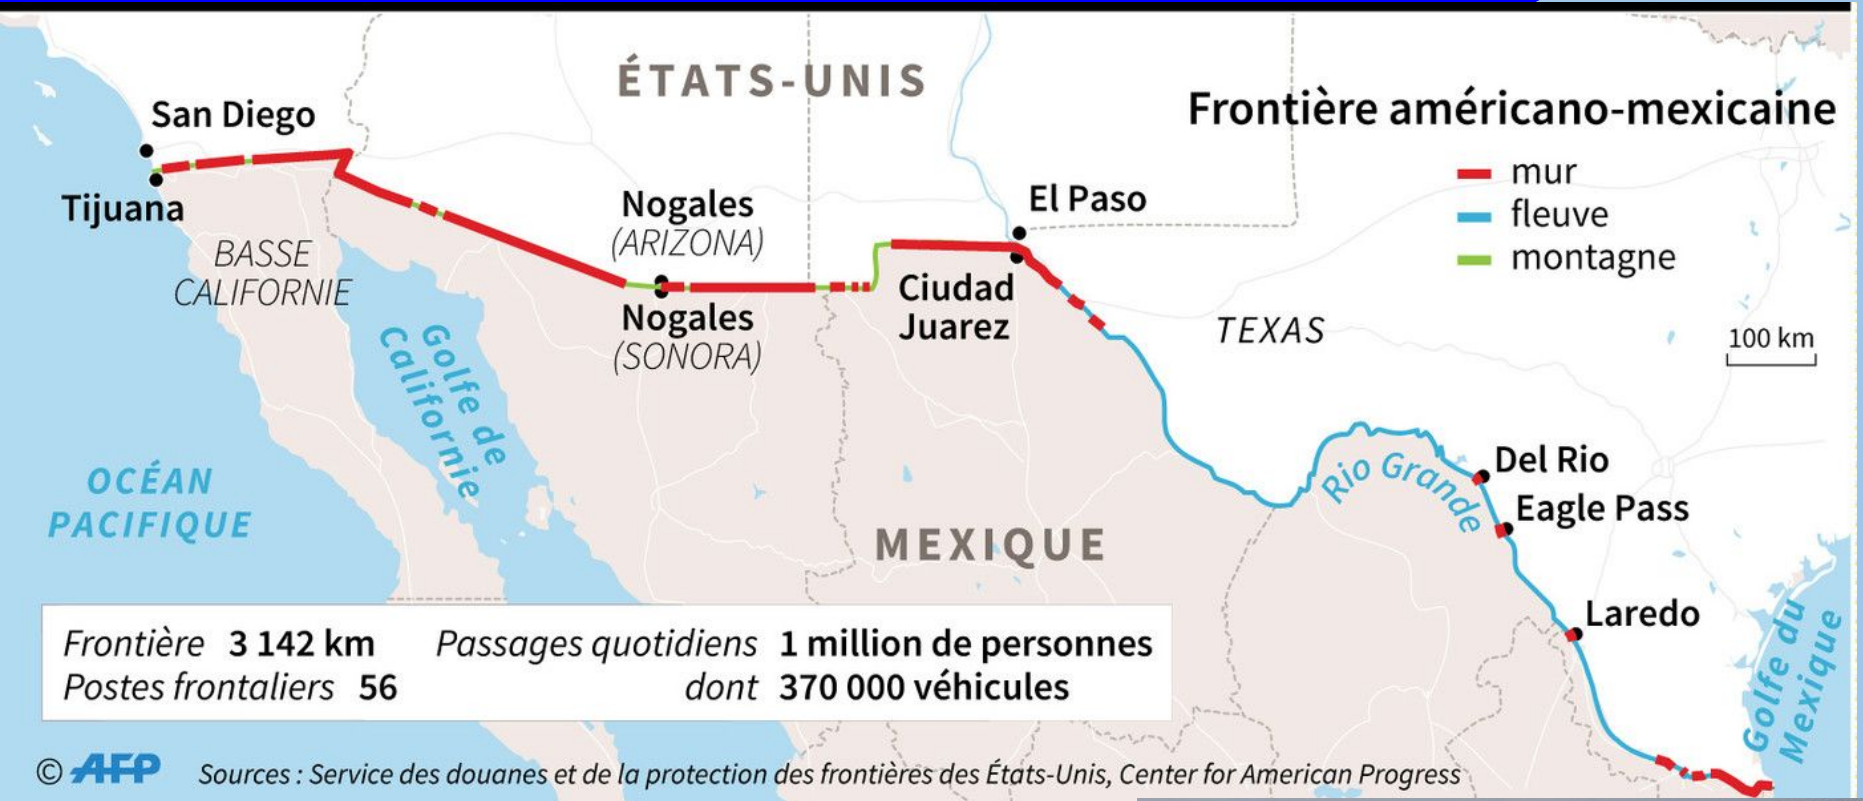 ÉTATS-UNIS
Frontière américano-mexicaine
mur
fleuve
montagne
100 km
San Diego
Tijuana
BASSE
CALIFORNIE
Nogales
(ARIZONA)
Nogales
(SONORA)
El Paso
Ciudad
Juarez
TEXAS
Golfe de
Californie
OCÉAN
PACIFIQUE
MEXIQUE
Rio Grande
Del Rio
Eagle Pass
Laredo
Golfe du
Mexique
Frontière 3 142 km Passages quotidiens 1 million de personnes
Postes frontaliers 56 dont 370 000 véhicules
© AFP Sources : Service des douanes et de la protection des frontières des États-Unis, Center for American Progress